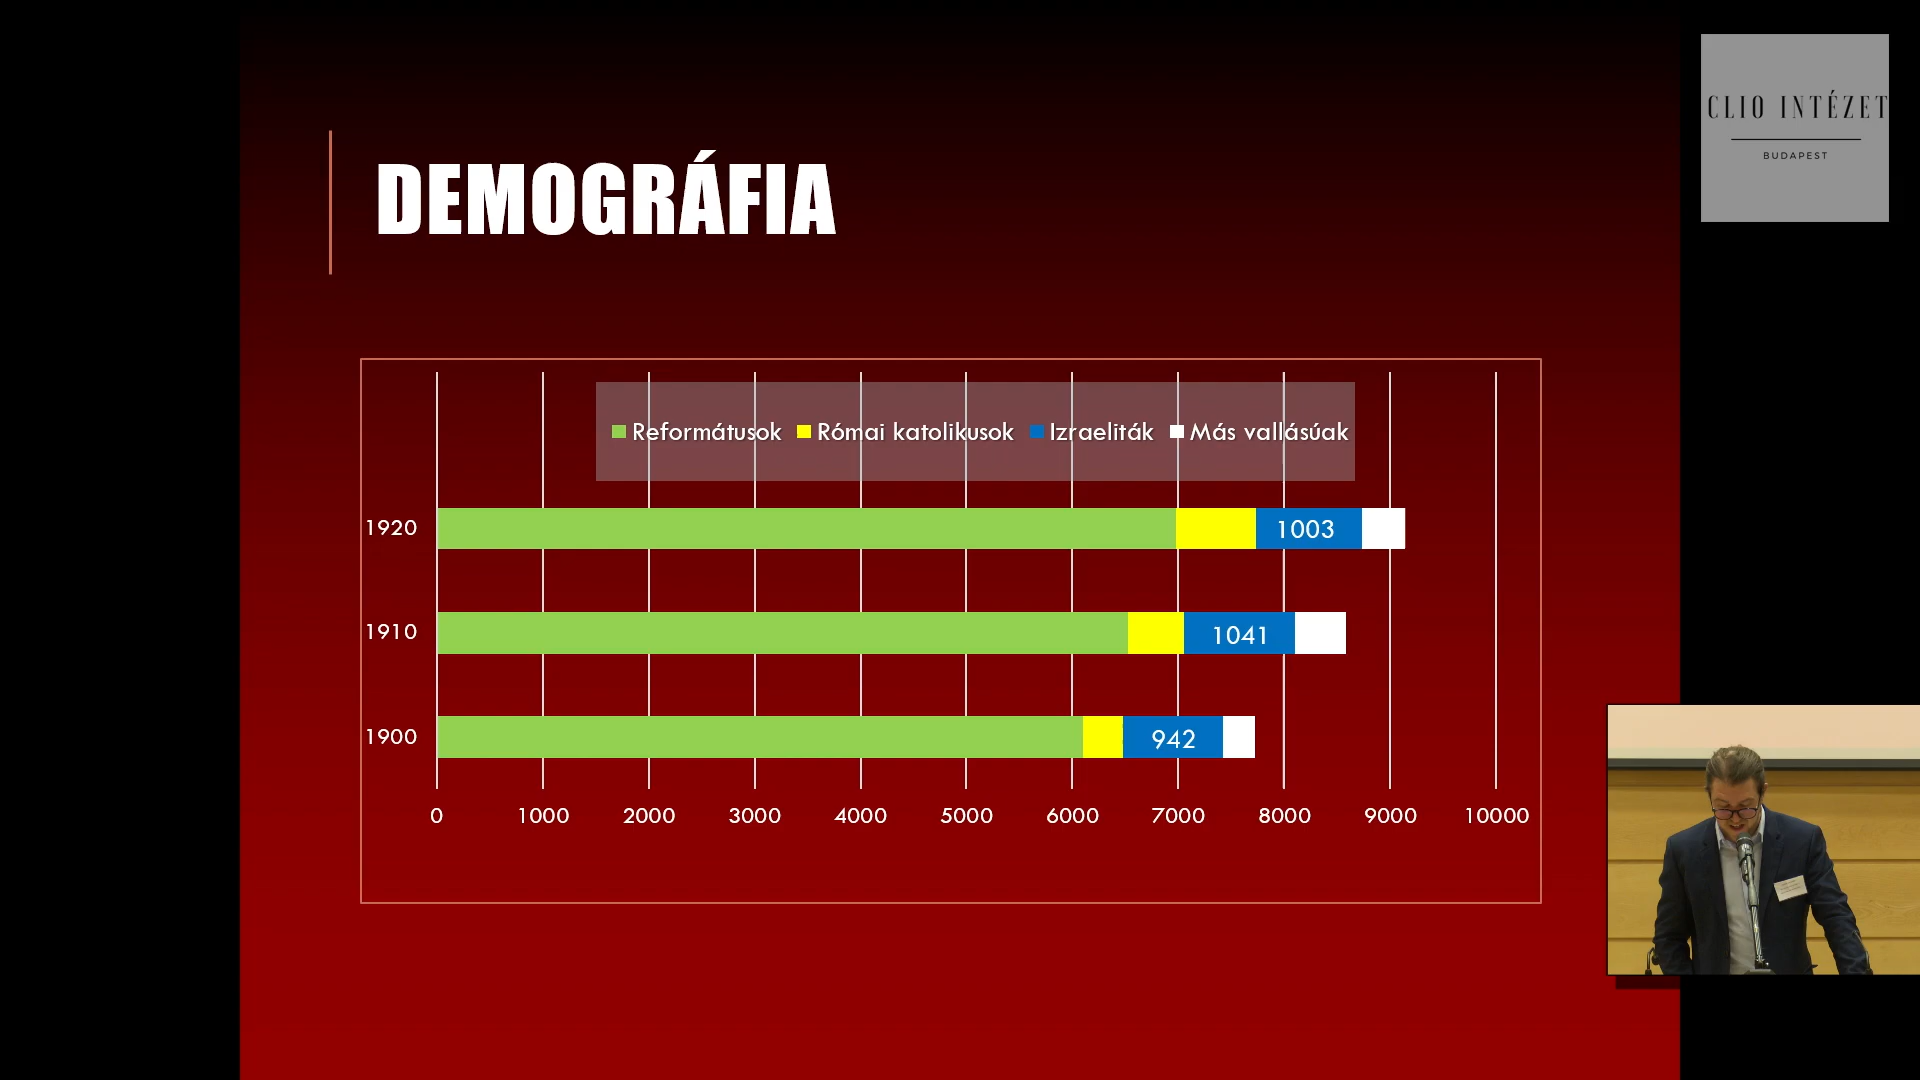 CLIO INTÉZET
BUDAPEST
DEMOGRÁFIA
Reformátusok Római katolikusok Izraeliták Más vallásúak
1920 1003
1910 1041
1900 942
0 1000 2000 3000 4000 5000 6000 7000 8000 9000 10000